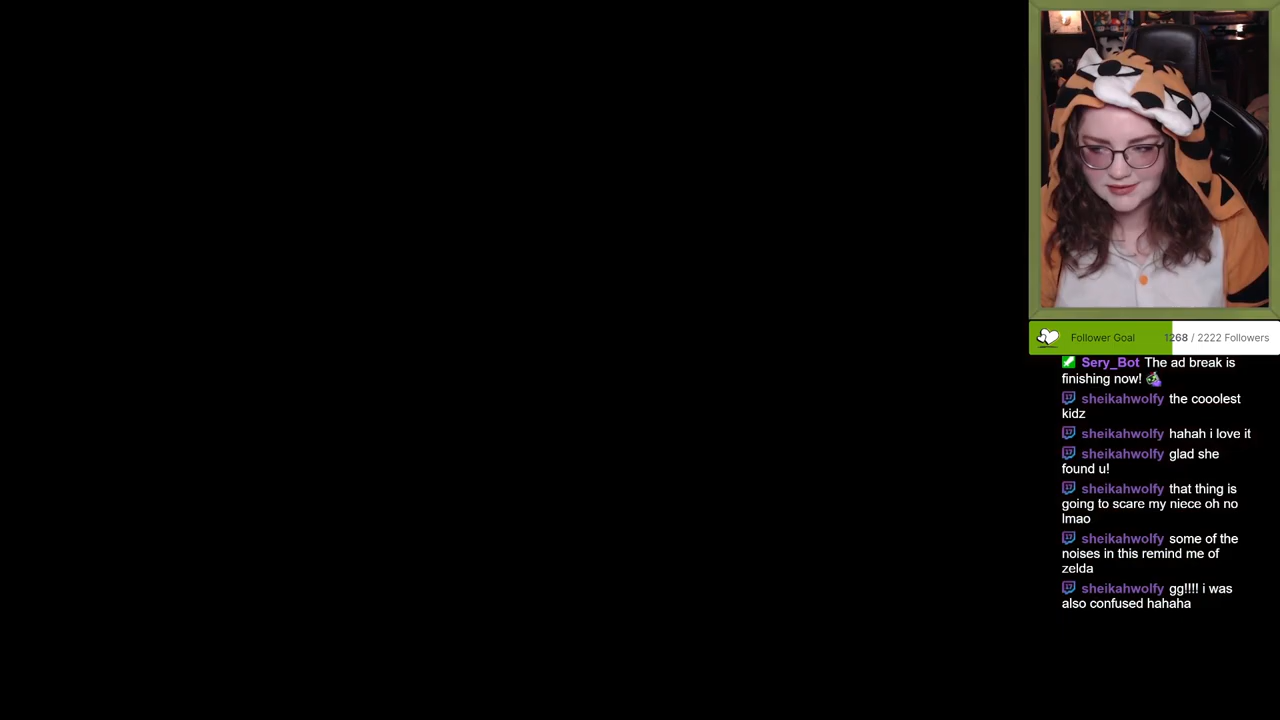 Follower Goal 1268 / 2222 Followers
Sery_Bot The ad break is
finishing now!
sheikahwolfy the cooolest
kidz
sheikahwolfy hahah i love it
sheikahwolfy glad she
found u!
sheikahwolfy that thing is
going to scare my niece oh no
lmao
sheikahwolfy some of the
noises in this remind me of
zelda
sheikahwolfy gg!!!! i was
also confused hahaha